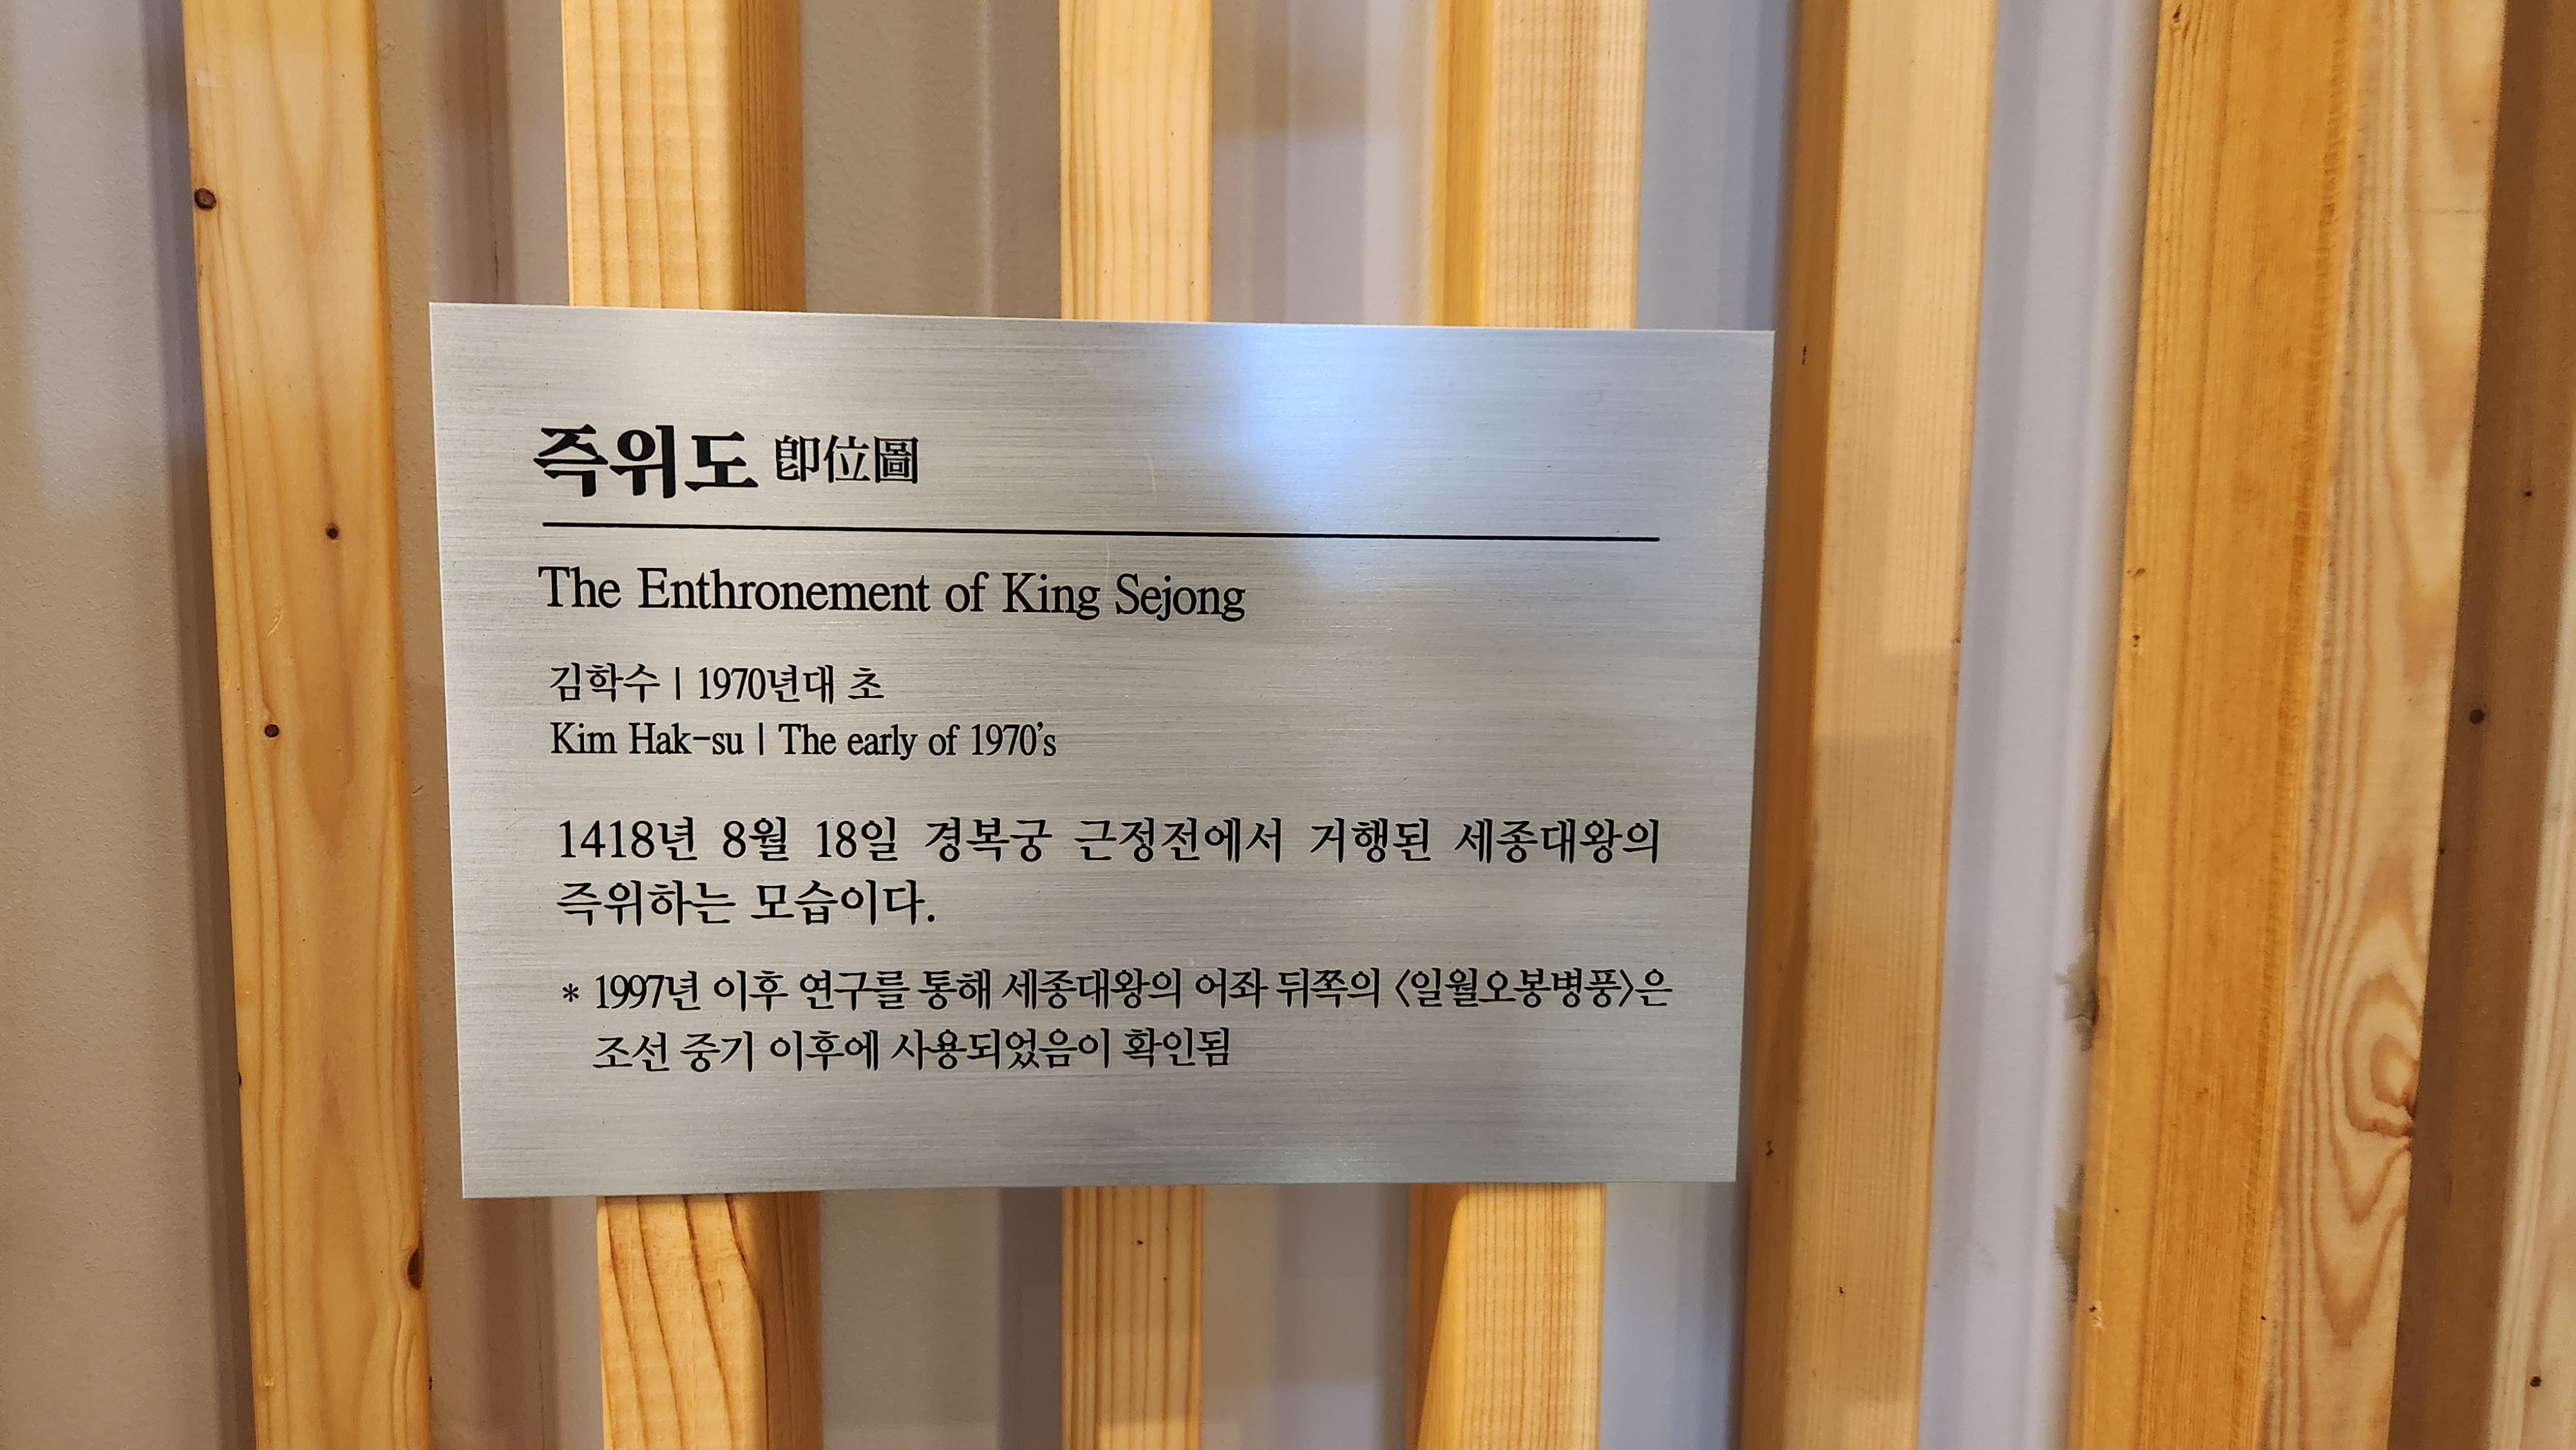 즉위도 卽位圖
The Enthronement of King Sejong
김학수 | 1970년대 초
Kim Hak-su | The early of 1970's
1418년 8월 18일 경복궁 근정전에서 거행된 세종대왕의
즉위하는 모습이다.
* 1997년 이후 연구를 통해 세종대왕의 어좌 뒤쪽의 〈일월오봉병풍〉은
조선 중기 이후에 사용되었음이 확인됨